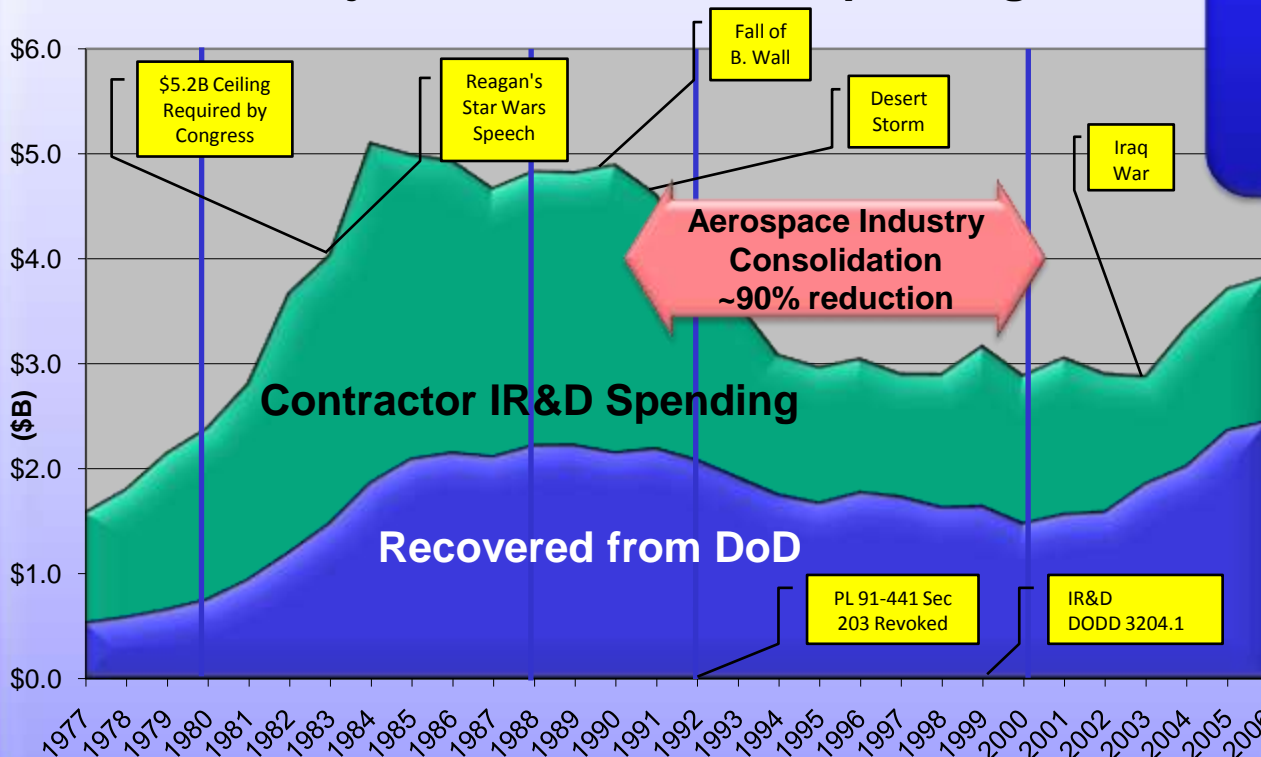 $6.0
$5.0
$4.0
$3.0
$2.0
$1.0
$0.0
($B)
$5.2B Ceiling
Required by
Congress
Reagan's
Star Wars
Speech
Fall of
B. Wall
Desert
Storm
Iraq
War
Aerospace Industry
Consolidation
~90% reduction
Contractor IR&D Spending
Recovered from DoD
PL 91-441 Sec
203 Revoked
IR&D
DODD 3204.1
1977
1978
1979
1980
1981
1982
1983
1984
1985
1986
1987
1988
1989
1990
1991
1992
1993
1994
1995
1996
1997
1998
1999
2000
2001
2002
2003
2004
2005
2006